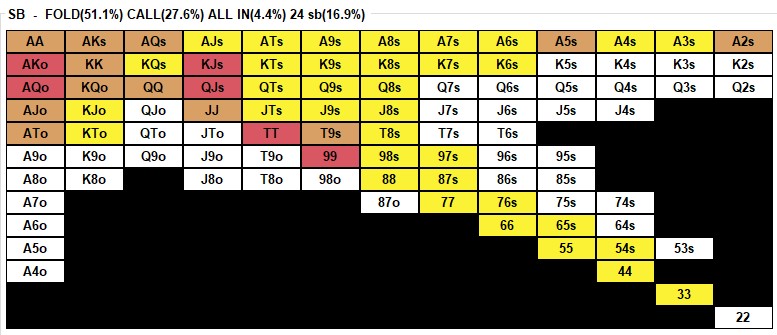 SB - FOLD(51.1%) CALL(27.6%) ALL IN(4.4%) 24 sb(16.9%)
AA AKs AQs AJs ATs A9s A8s A7s A6s A5s A4s A3s A2s
AKo KK KQs KJs KTs K9s K8s K7s K6s K5s K4s K3s K2s
AQo KQo QQ QJs QTs Q9s Q8s Q7s Q6s Q5s Q4s Q3s Q2s
AJo KJo QJo JJ JTs J9s J8s J7s J6s J5s J4s
ATo KTo QTo JTo TT T9s T8s T7s T6s
A9o K9o Q9o J9o T9o 99 98s 97s 96s 95s
A8o K8o J8o T8o 98o 88 87s 86s 85s
A7o 87o 77 76s 75s 74s
A6o 66 65s 64s
A5o 55 54s 53s
A4o 44
33
22